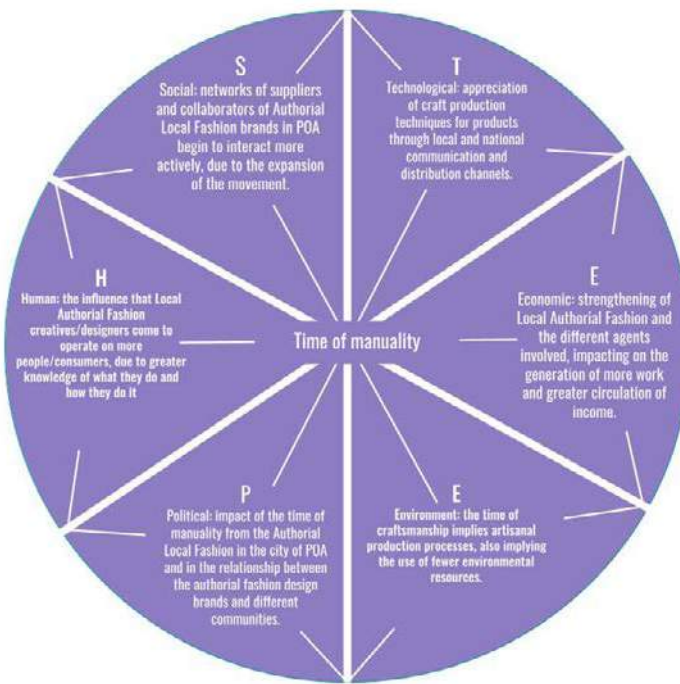 S
Social: networks of suppliers
and collaborators of Authorial
Local Fashion brands in POA
begin to interact more
actively, due to the expansion
of the movement.
T
Technological: appreciation
of craft production
techniques for products
through local and national
communication and
distribution channels.
H
Human: the influence that Local
Authorial Fashion
creatives/designers come to
operate on more
people/consumers, due to greater
knowledge of what they do and
how they do it
Time of manuality
E
Economic: strengthening of
Local Authorial Fashion and
the different agents
involved, impacting on the
generation of more work
and greater circulation of
income.
P
Political: impact of the time of
manuality from the Authorial
Local Fashion in the city of POA
and in the relationship between
the authorial fashion design
brands and different
communities.
E
Environment: the time of
craftsmanship implies artisanal
production processes, also implying
the use of fewer environmental
resources.